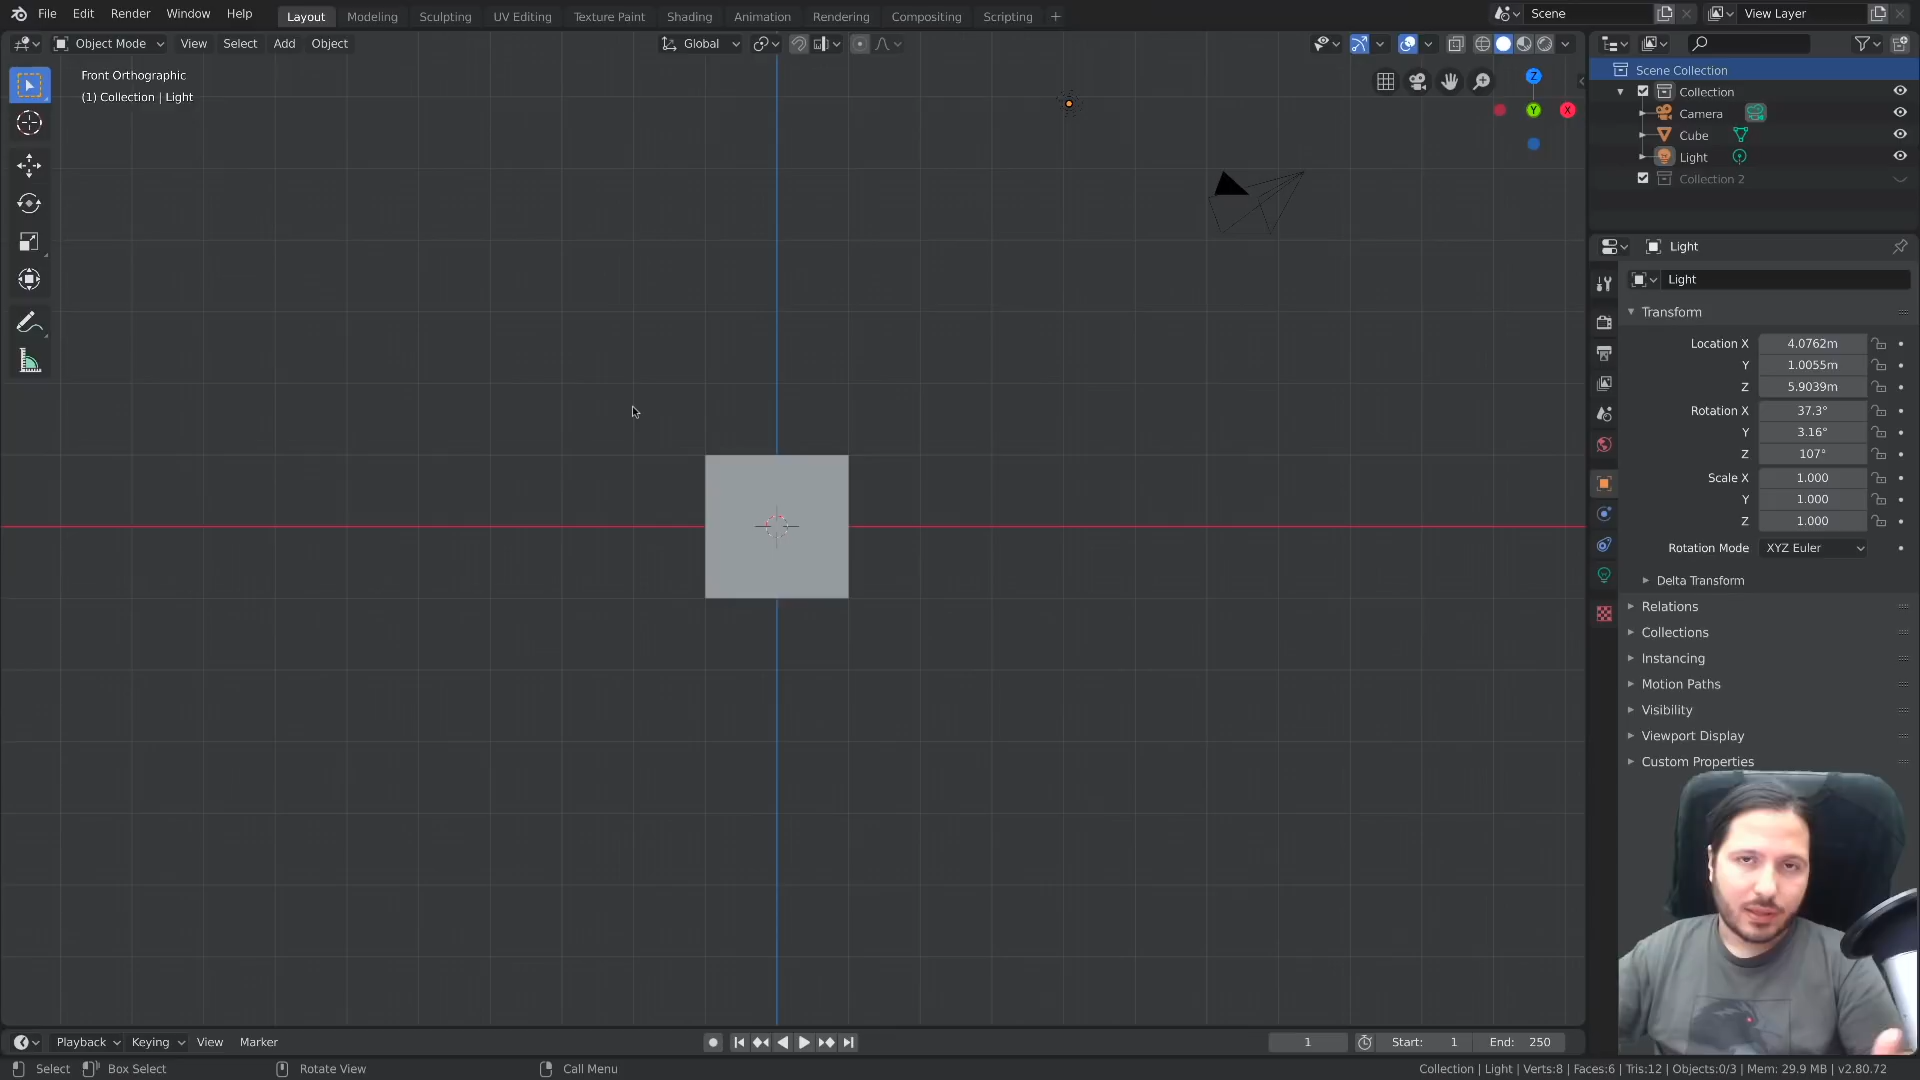 File Edit Render Window Help Layout Modeling Sculpting UV Editing Texture Paint Shading Animation Rendering Compositing Scripting + Scene View Layer
Object Mode View Select Add Object Global
Front Orthographic
(1) Collection | Light
Z
Y
X
Scene Collection
Collection
Camera
Cube
Light
Collection 2
Light
Light
Transform
Location X 4.0762m
Y 1.0055m
Z 5.9039m
Rotation X 37.3°
Y 3.16°
Z 107°
Scale X 1.000
Y 1.000
Z 1.000
Rotation Mode XYZ Euler
Delta Transform
Relations
Collections
Instancing
Motion Paths
Visibility
Viewport Display
Custom Properties
Playback Keying View Marker 1 Start: 1 End: 250
Select Box Select Rotate View Call Menu Collection | Light | Verts:8 | Faces:6 | Tris:12 | Objects:0/3 | Mem: 29.9 MB | v2.80.72